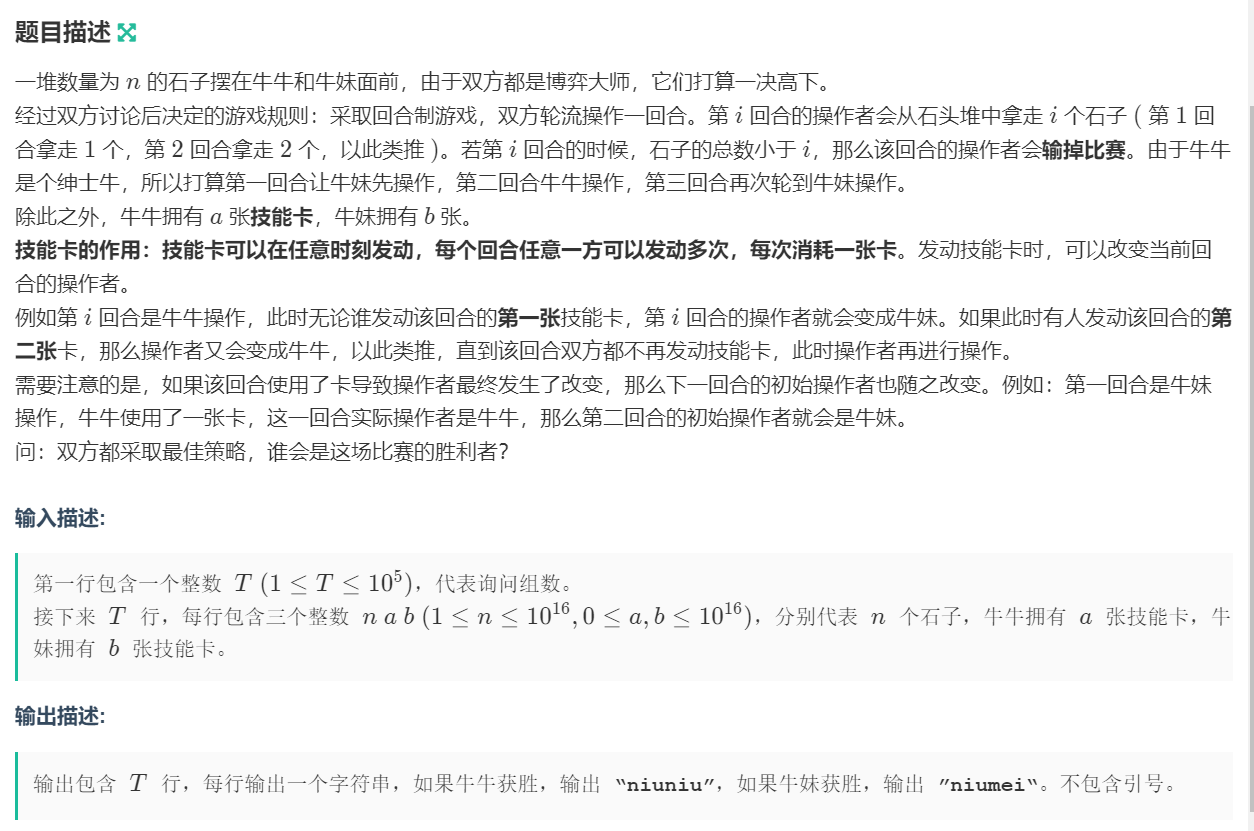 题目描述
一堆数量为 n 的石子摆在牛牛和牛妹面前，由于双方都是博弈大师，它们打算一决高下。
经过双方讨论后决定的游戏规则：采取回合制游戏，双方轮流操作一回合。第 i 回合的操作者会从石头堆中拿走 i 个石子 ( 第 1 回
合拿走 1 个，第 2 回合拿走 2 个，以此类推 )。若第 i 回合的时候，石子的总数小于 i，那么该回合的操作者会输掉比赛。由于牛牛
是个绅士牛，所以打算第一回合让牛妹先操作，第二回合牛牛操作，第三回合再次轮到牛妹操作。
除此之外，牛牛拥有 a 张技能卡，牛妹拥有 b 张。
技能卡的作用：技能卡可以在任意时刻发动，每个回合任意一方可以发动多次，每次消耗一张卡。发动技能卡时，可以改变当前回
合的操作者。
例如第 i 回合是牛牛操作，此时无论谁发动该回合的第一张技能卡，第 i 回合的操作者就会变成牛妹。如果此时有人发动该回合的第
二张卡，那么操作者又会变成牛牛，以此类推，直到该回合双方都不再发动技能卡，此时操作者再进行操作。
需要注意的是，如果该回合使用了卡导致操作者最终发生了改变，那么下一回合的初始操作者也随之改变。例如：第一回合是牛妹
操作，牛牛使用了一张卡，这一回合实际操作者是牛牛，那么第二回合的初始操作者就会是牛妹。
问：双方都采取最佳策略，谁会是这场比赛的胜利者？
输入描述:
第一行包含一个整数 T (1 ≤ T ≤ 10^5)，代表询问组数。
接下来 T 行，每行包含三个整数 n a b (1 ≤ n ≤ 10^16, 0 ≤ a, b ≤ 10^16)，分别代表 n 个石子，牛牛拥有 a 张技能卡，牛
妹拥有 b 张技能卡。
输出描述:
输出包含 T 行，每行输出一个字符串，如果牛牛获胜，输出 “niuniu”，如果牛妹获胜，输出 ”niumei“。不包含引号。